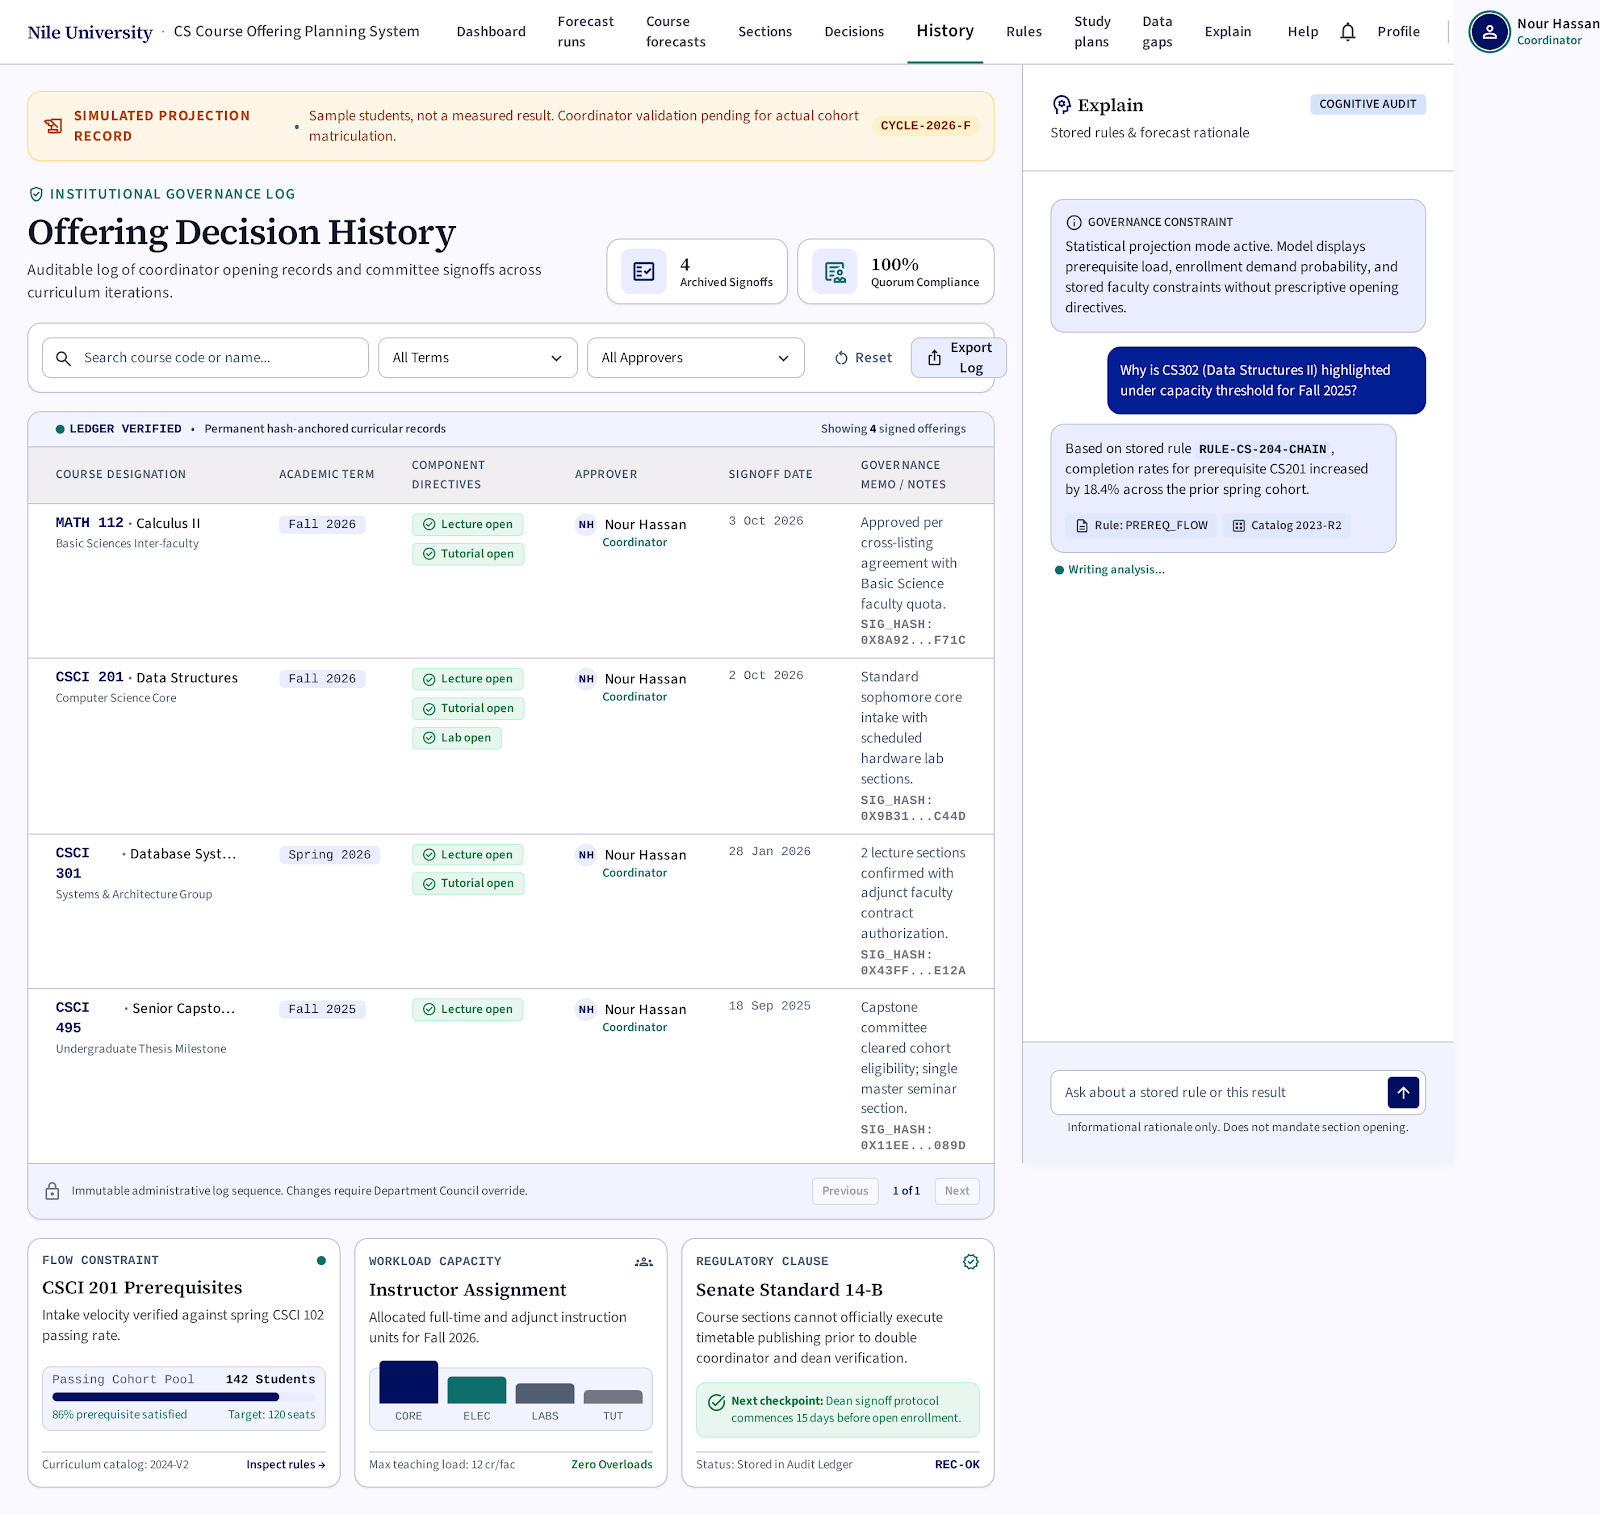 Nile University · CS Course Offering Planning System
Dashboard
Forecast
runs
Course
forecasts
Sections
Decisions
History
Rules
Study
plans
Data
gaps
Explain
Help
Profile
Nour Hassan
Coordinator
SIMULATED PROJECTION
RECORD
• Sample students, not a measured result. Coordinator validation pending for actual cohort
matriculation.
CYCLE-2026-F
INSTITUTIONAL GOVERNANCE LOG
Offering Decision History
Auditable log of coordinator opening records and committee signoffs across
curriculum iterations.
4
Archived Signoffs
100%
Quorum Compliance
Search course code or name...
All Terms
All Approvers
Reset
Export
Log
LEDGER VERIFIED • Permanent hash-anchored curricular records
Showing 4 signed offerings
COURSE DESIGNATION
ACADEMIC TERM
COMPONENT
DIRECTIVES
APPROVER
SIGNOFF DATE
GOVERNANCE
MEMO / NOTES
MATH 112 • Calculus II
Basic Sciences Inter-faculty
Fall 2026
Lecture open
Tutorial open
NH Nour Hassan
Coordinator
3 Oct 2026
Approved per
cross-listing
agreement with
Basic Science
faculty quota.
SIG_HASH:
0X8A92...F71C
CSCI 201 • Data Structures
Computer Science Core
Fall 2026
Lecture open
Tutorial open
Lab open
NH Nour Hassan
Coordinator
2 Oct 2026
Standard
sophomore core
intake with
scheduled
hardware lab
sections.
SIG_HASH:
0X9B31...C44D
CSCI
301
• Database Syst...
Systems & Architecture Group
Spring 2026
Lecture open
Tutorial open
NH Nour Hassan
Coordinator
28 Jan 2026
2 lecture sections
confirmed with
adjunct faculty
contract
authorization.
SIG_HASH:
0X43FF...E12A
CSCI
495
• Senior Capsto...
Undergraduate Thesis Milestone
Fall 2025
Lecture open
NH Nour Hassan
Coordinator
18 Sep 2025
Capstone
committee
cleared cohort
eligibility; single
master seminar
section.
SIG_HASH:
0X11EE...089D
Immutable administrative log sequence. Changes require Department Council override.
Previous
1 of 1
Next
FLOW CONSTRAINT
CSCI 201 Prerequisites
Intake velocity verified against spring CSCI 102
passing rate.
Passing Cohort Pool
142 Students
86% prerequisite satisfied
Target: 120 seats
Curriculum catalog: 2024-V2
Inspect rules →
WORKLOAD CAPACITY
Instructor Assignment
Allocated full-time and adjunct instruction
units for Fall 2026.
CORE
ELEC
LABS
TUT
Max teaching load: 12 cr/fac
Zero Overloads
REGULATORY CLAUSE
Senate Standard 14-B
Course sections cannot officially execute
timetable publishing prior to double
coordinator and dean verification.
Next checkpoint: Dean signoff protocol
commences 15 days before open enrollment.
Status: Stored in Audit Ledger
REC-OK
Explain
COGNITIVE AUDIT
Stored rules & forecast rationale
GOVERNANCE CONSTRAINT
Statistical projection mode active. Model displays
prerequisite load, enrollment demand probability, and
stored faculty constraints without prescriptive opening
directives.
Why is CS302 (Data Structures II) highlighted
under capacity threshold for Fall 2025?
Based on stored rule RULE-CS-204-CHAIN ,
completion rates for prerequisite CS201 increased
by 18.4% across the prior spring cohort.
Rule: PREREQ_FLOW
Catalog 2023-R2
Writing analysis...
Ask about a stored rule or this result
Informational rationale only. Does not mandate section opening.